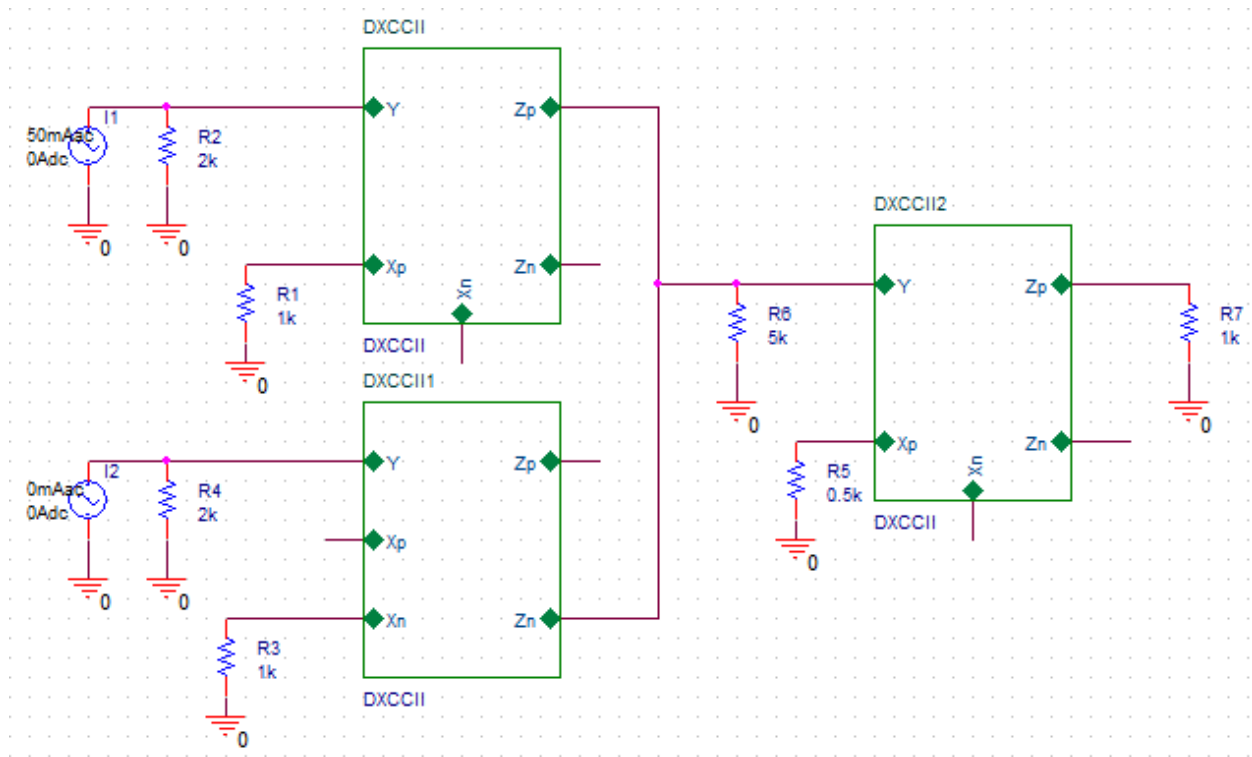 DXCCII
I1
50mAac
0Adc
R2
2k
0
0
Y
Zp
Xp
Zn
Xn
R1
1k
0
DXCCII
DXCCII1
I2
0mAac
0Adc
R4
2k
0
0
Y
Zp
Xp
Xn
Zn
R3
1k
0
DXCCII
R6
5k
0
DXCCII2
Y
Zp
Xp
Zn
Xn
R5
0.5k
0
DXCCII
R7
1k
0